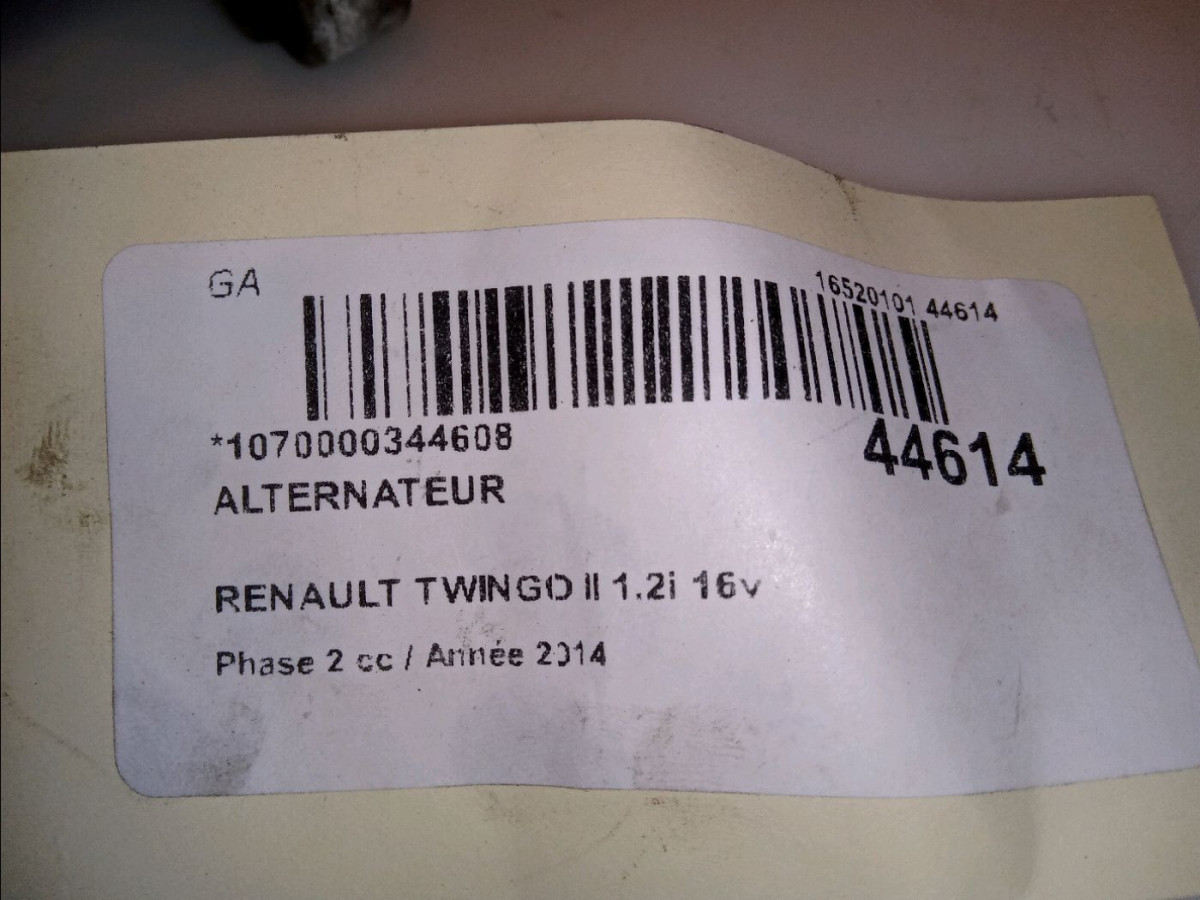 GA
16520101 44614
*1070000344608
44614
ALTERNATEUR
RENAULT TWINGO II 1.2i 16v
Phase 2 cc / Année 2014